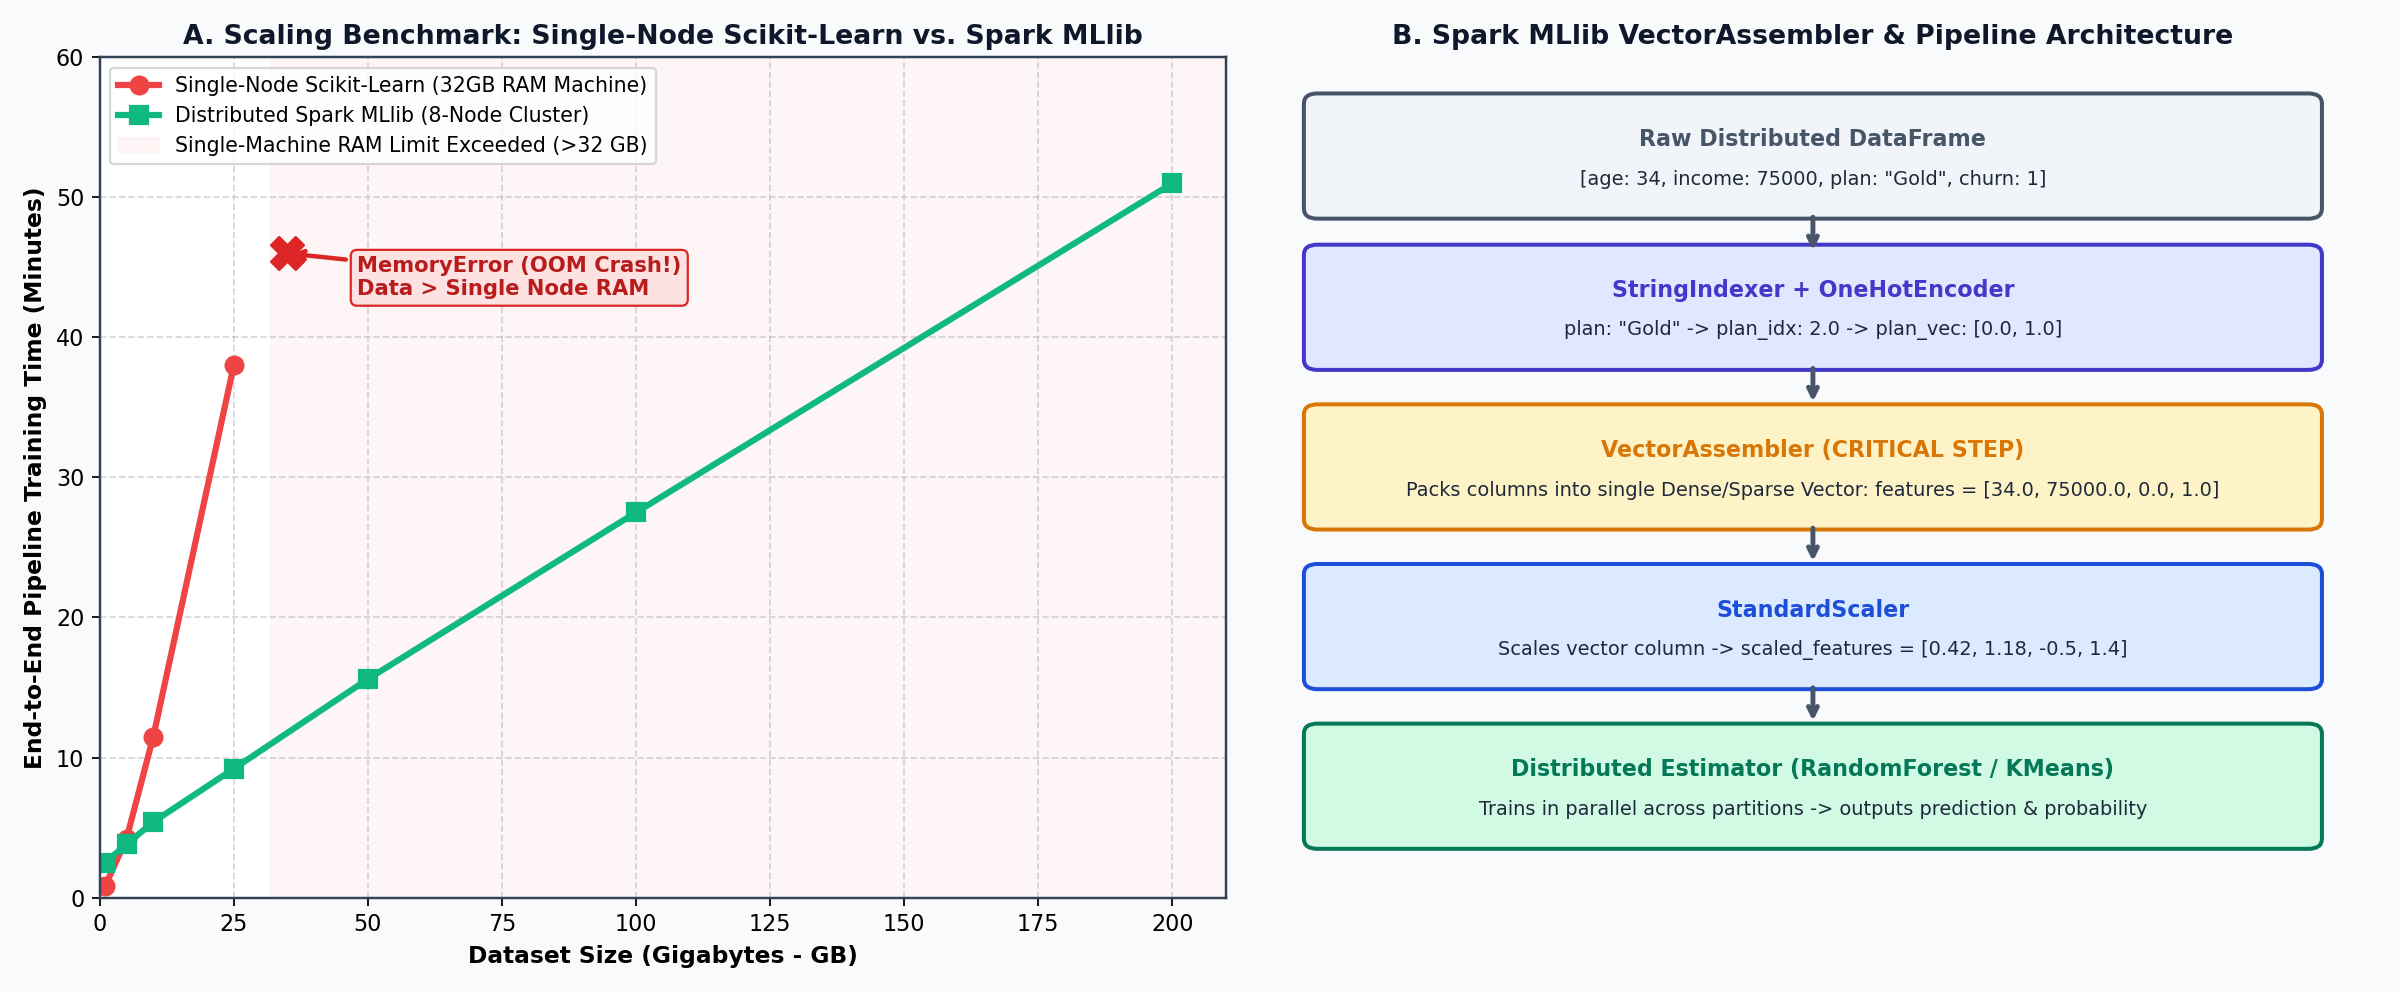 A. Scaling Benchmark: Single-Node Scikit-Learn vs. Spark MLlib
Single-Node Scikit-Learn (32GB RAM Machine)
Distributed Spark MLlib (8-Node Cluster)
Single-Machine RAM Limit Exceeded (>32 GB)
MemoryError (OOM Crash!)
Data > Single Node RAM
End-to-End Pipeline Training Time (Minutes)
60
50
40
30
20
10
0
0 25 50 75 100 125 150 175 200
Dataset Size (Gigabytes - GB)
B. Spark MLlib VectorAssembler & Pipeline Architecture
Raw Distributed DataFrame
[age: 34, income: 75000, plan: "Gold", churn: 1]
StringIndexer + OneHotEncoder
plan: "Gold" -> plan_idx: 2.0 -> plan_vec: [0.0, 1.0]
VectorAssembler (CRITICAL STEP)
Packs columns into single Dense/Sparse Vector: features = [34.0, 75000.0, 0.0, 1.0]
StandardScaler
Scales vector column -> scaled_features = [0.42, 1.18, -0.5, 1.4]
Distributed Estimator (RandomForest / KMeans)
Trains in parallel across partitions -> outputs prediction & probability